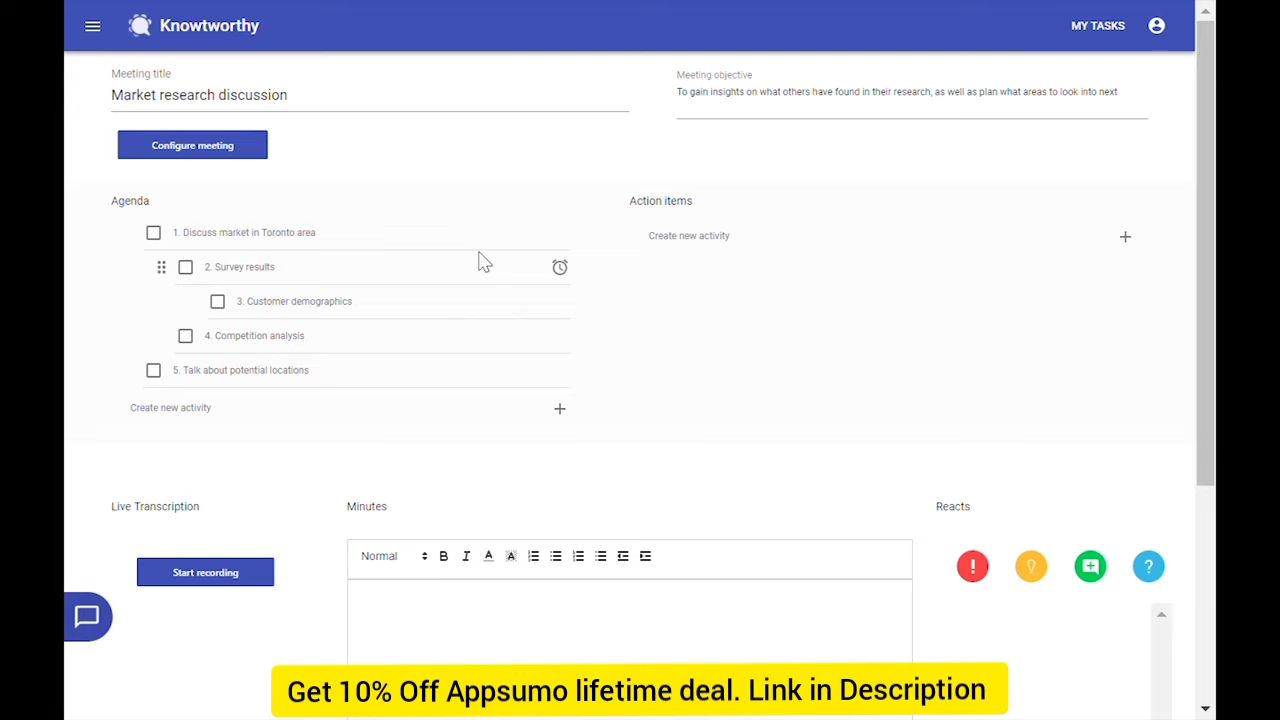 Knowtworthy
MY TASKS
Meeting title
Market research discussion
Meeting objective
To gain insights on what others have found in their research, as well as plan what areas to look into next
Configure meeting
Agenda
1. Discuss market in Toronto area
2. Survey results
3. Customer demographics
4. Competition analysis
5. Talk about potential locations
Create new activity
Action items
Create new activity
Live Transcription
Start recording
Minutes
Normal
B I A A
Reacts
! ?
Get 10% Off Appsumo lifetime deal. Link in Description